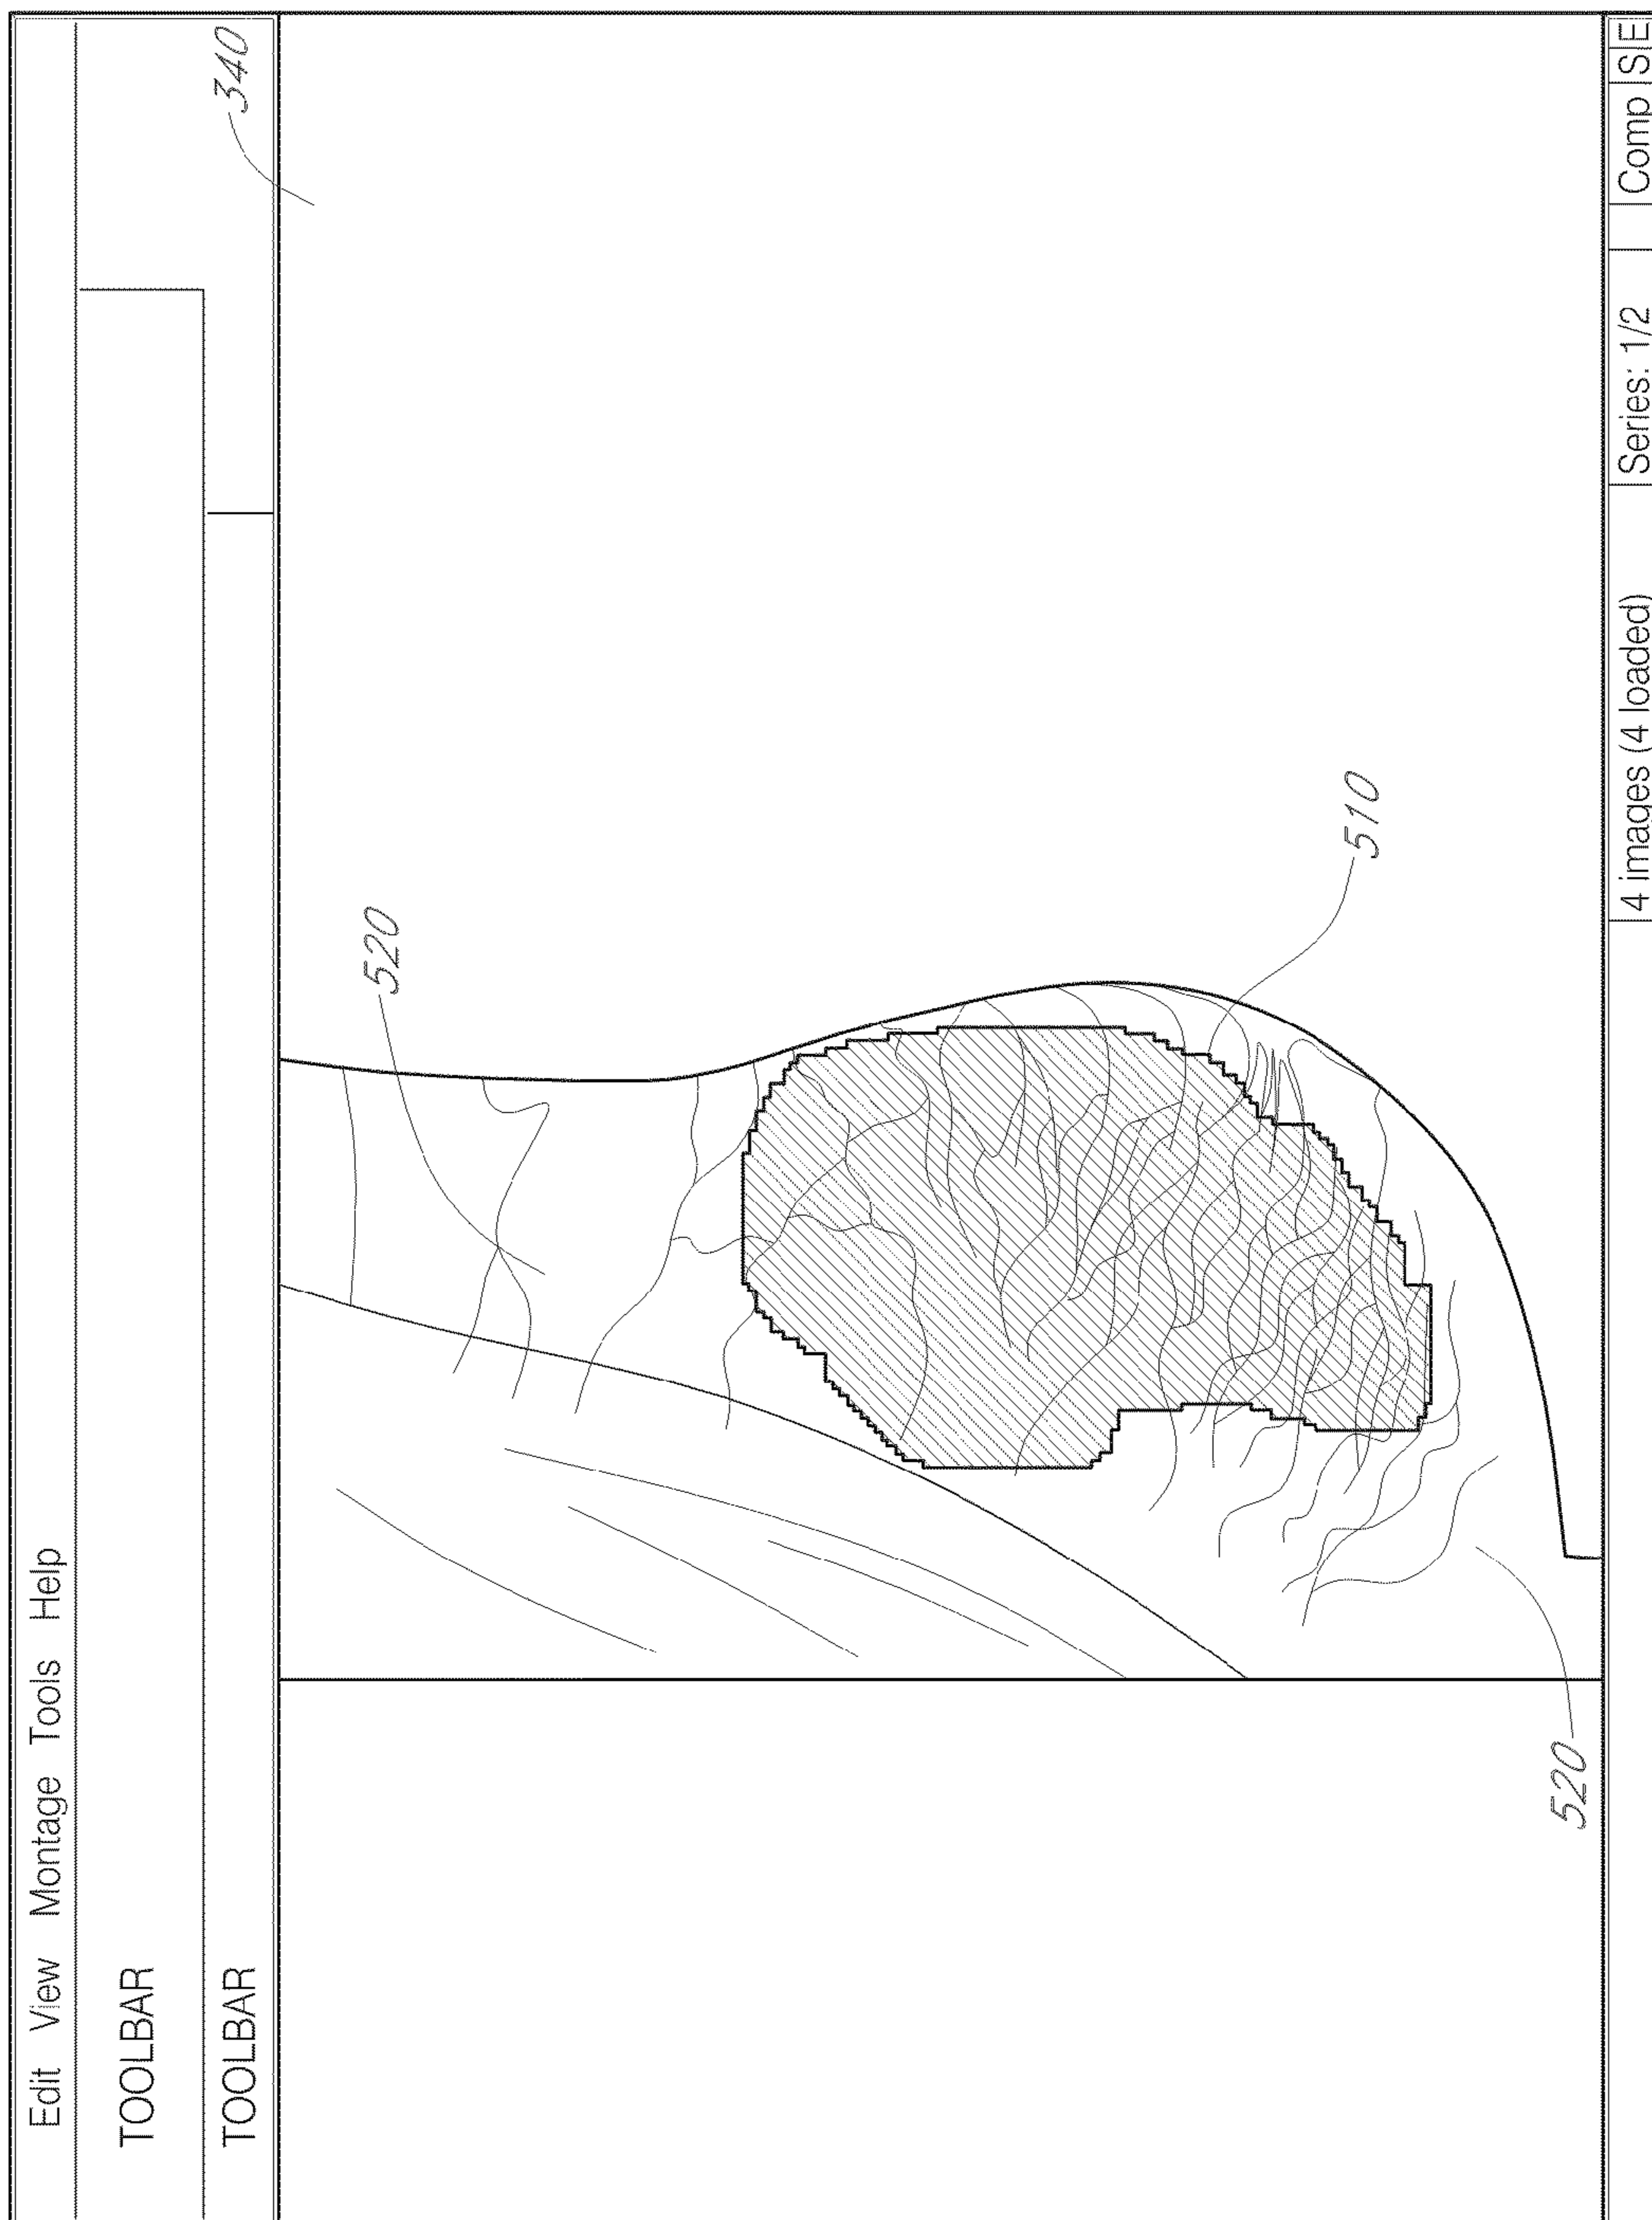 Edit View Montage Tools Help
TOOLBAR
TOOLBAR
340
520
510
520
4 images (4 loaded) Series: 1/2 Comp S E